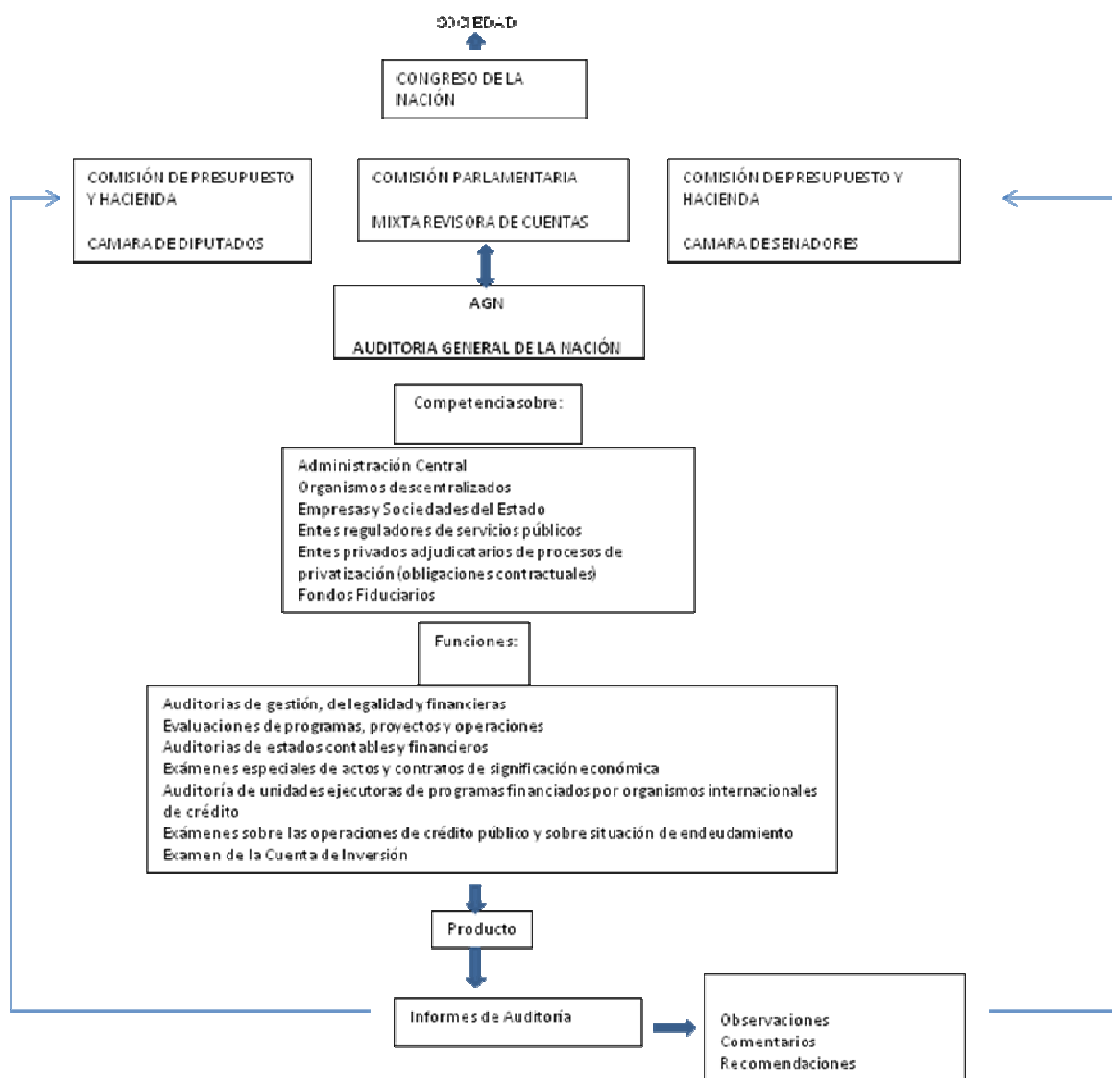 SOCIEDAD
CONGRESO DE LA
NACIÓN
COMISIÓN DE PRESUPUESTO
Y HACIENDA
CAMARA DE DIPUTADOS
COMISIÓN PARLAMENTARIA
MIXTA REVISORA DE CUENTAS
COMISIÓN DE PRESUPUESTO Y
HACIENDA
CAMARA DE SENADORES
AGN
AUDITORIA GENERAL DE LA NACIÓN
Competencia sobre:
Administración Central
Organismos descentralizados
Empresas y Sociedades del Estado
Entes reguladores de servicios públicos
Entes privados adjudicatarios de procesos de
privatización (obligaciones contractuales)
Fondos Fiduciarios
Funciones:
Auditorias de gestión, de legalidad y financieras
Evaluaciones de programas, proyectos y operaciones
Auditorias de estados contables y financieros
Exámenes especiales de actos y contratos de significación económica
Auditoría de unidades ejecutoras de programas financiados por organismos internacionales
de crédito
Exámenes sobre las operaciones de crédito público y sobre situación de endeudamiento
Examen de la Cuenta de Inversión
Producto
Informes de Auditoría
Observaciones
Comentarios
Recomendaciones